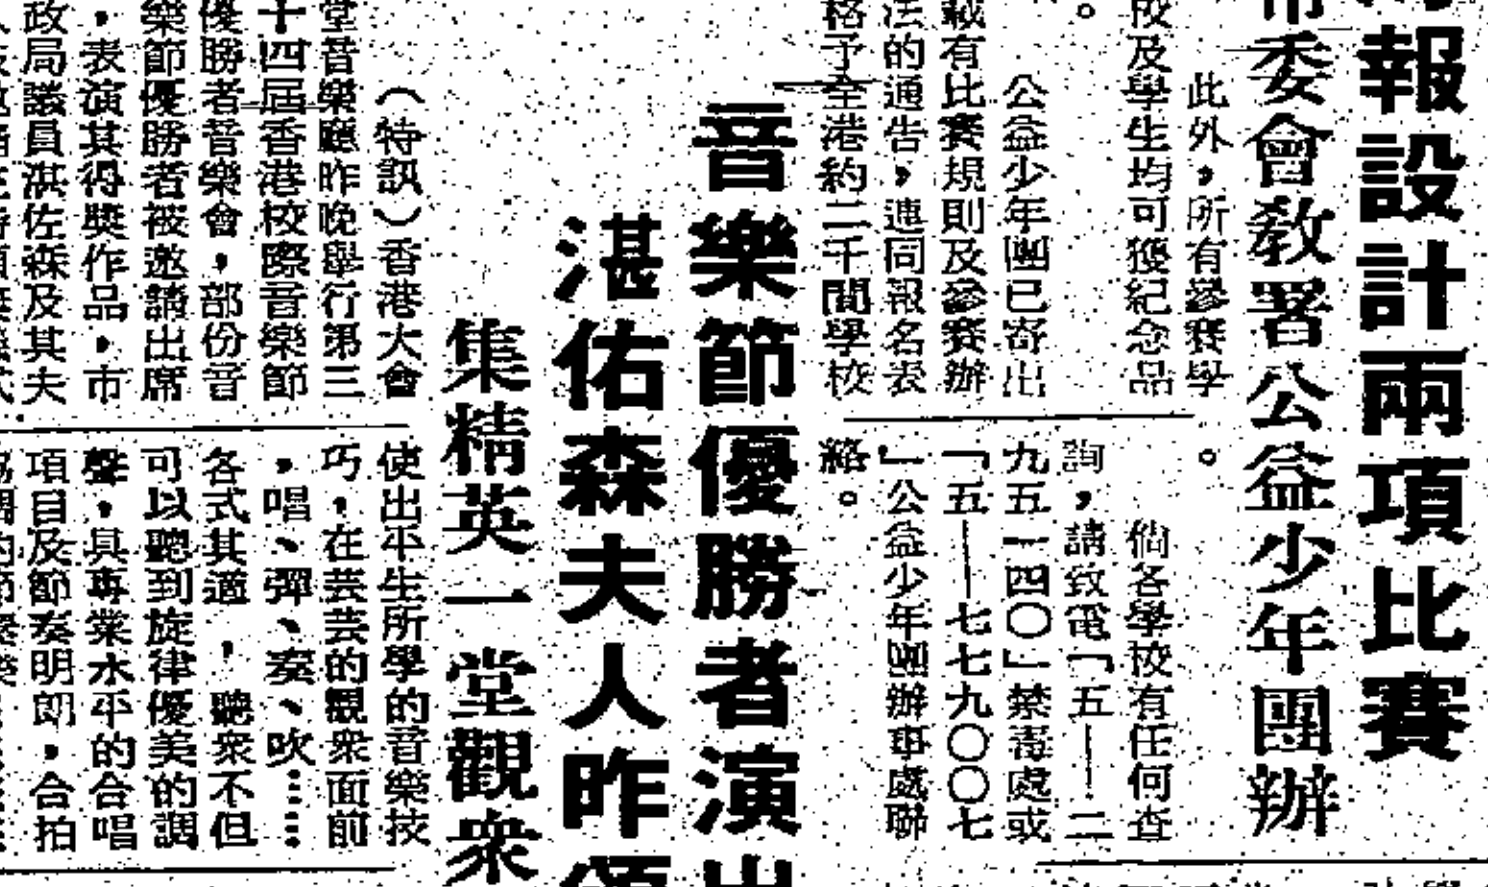 報設計兩項比賽
委會教署公益少年團辦
此外，所有參賽學
校及學生均可獲紀念品
。
公益少年團已寄出
載有比賽規則及參賽辦
法的通告，連同報名表
格予全港約二千間學校
。
倘各學校有任何查
詢，請致電「五——二
九五一四〇」禁毒處或
「五——七七九〇〇七
」公益少年團辦事處聯
絡。
音樂節優勝者演出
湛佑森夫人昨頒
集精英一堂觀衆
（特訊）香港大會
堂音樂廳昨晚舉行第三
十四屆香港校際音樂節
優勝者音樂會，部份音
樂節優勝者被邀請出席
，表演其得獎作品，市
政局議員淇佐森及其夫
使出平生所學的音樂技
巧，在芸芸的觀衆面前
，唱、彈、奏、吹……
各式其適，聽衆不但
可以聽到旋律優美的調
聲，具專業水平的合唱
項目及節奏明朗，合拍